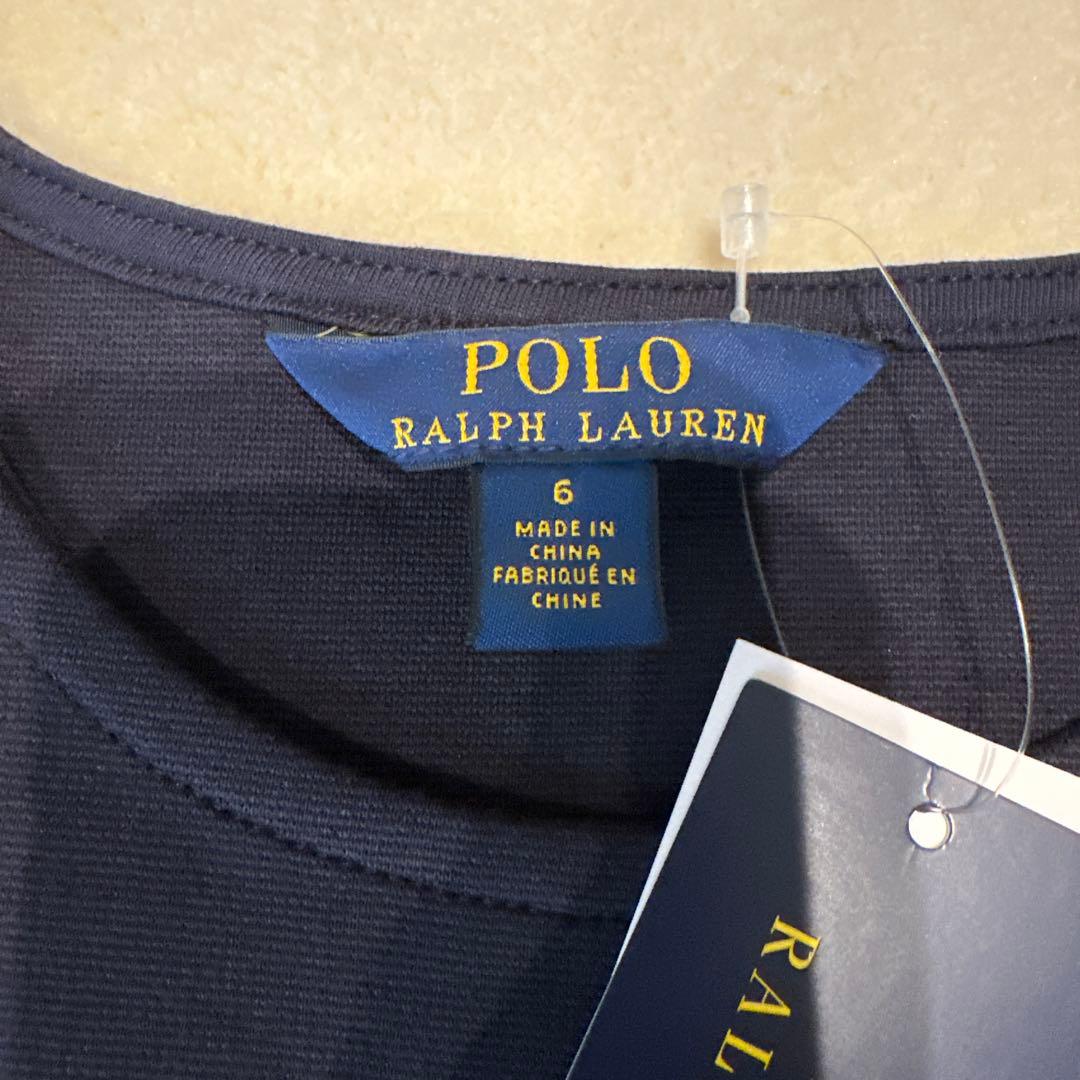 POLO
RALPH LAUREN
6
MADE IN
CHINA
FABRIQUÉ EN
CHINE
RAL